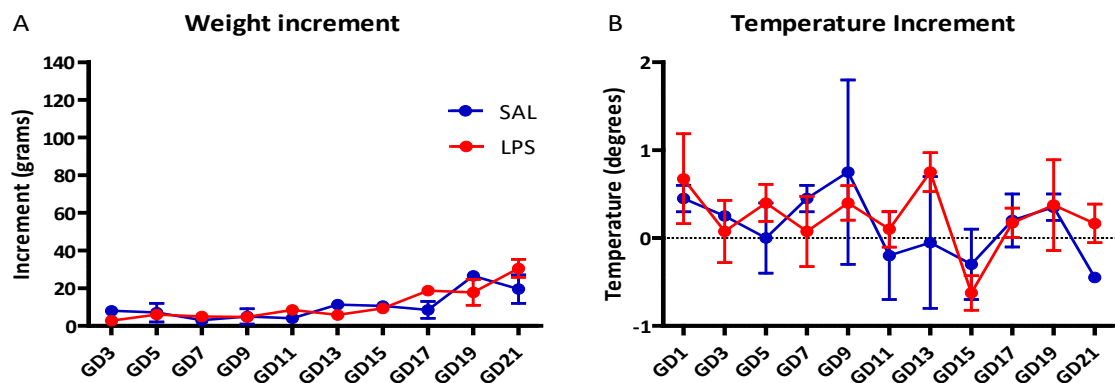 A
Weight increment
Increment (grams)
140
120
100
80
60
40
20
0
SAL
LPS
GD3
GD5
GD7
GD9
GD11
GD13
GD15
GD17
GD19
GD21
B
Temperature Increment
Temperature (degrees)
2
1
0
-1
GD1
GD3
GD5
GD7
GD9
GD11
GD13
GD15
GD17
GD19
GD21